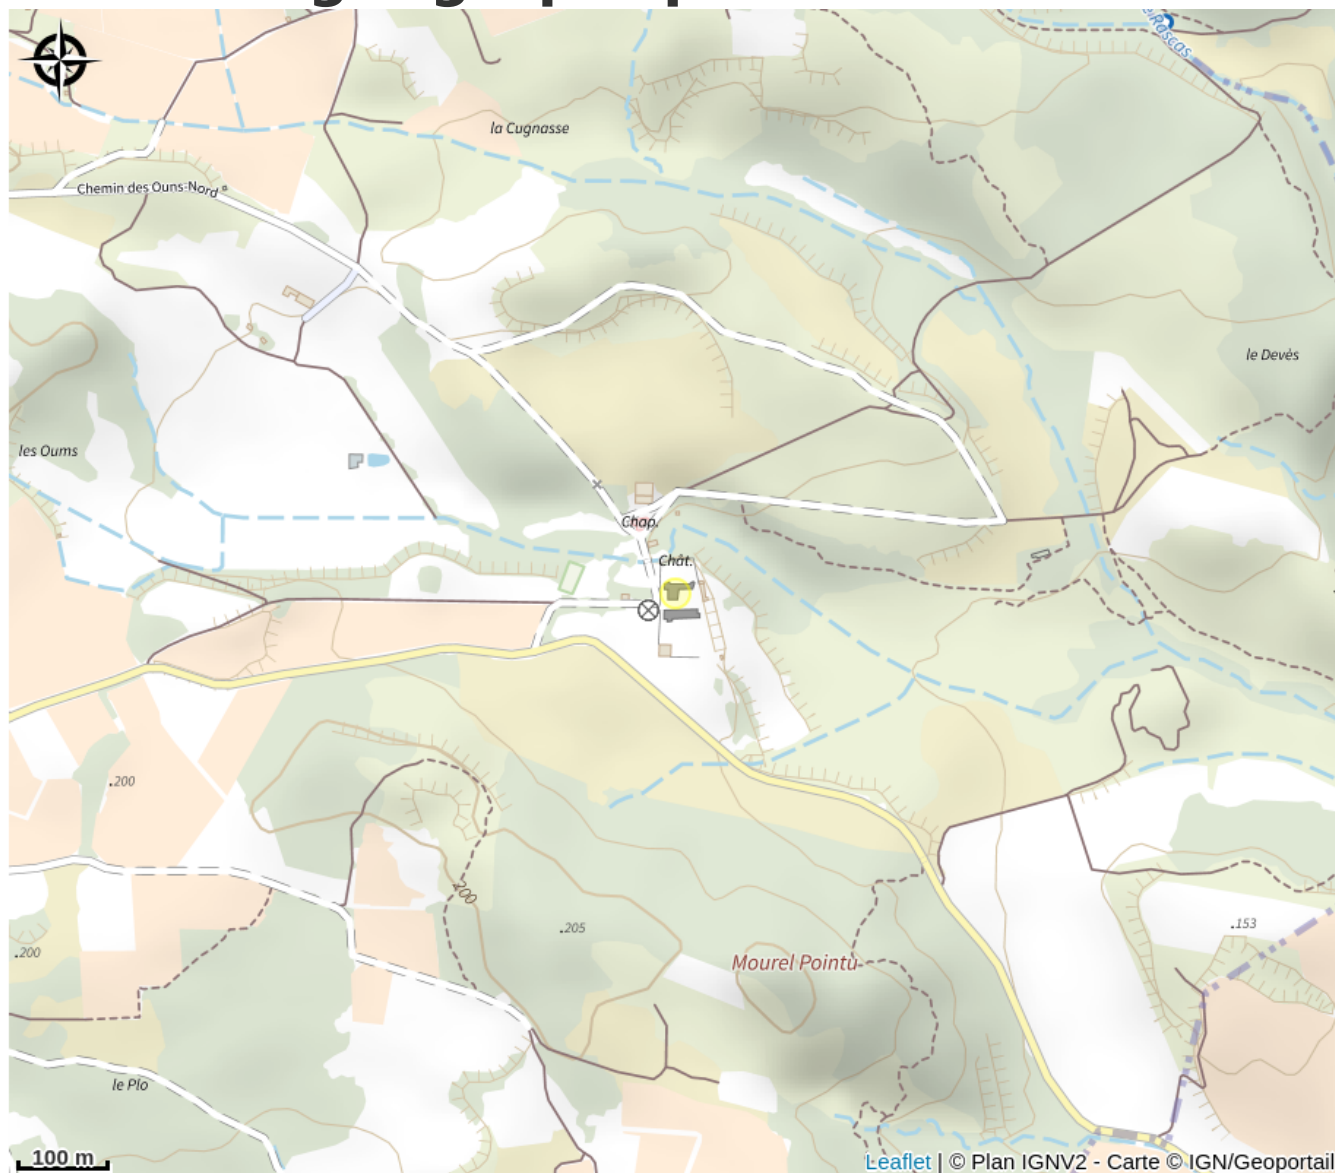 Rascas
la Cugnasse
Chemin des Ouns-Nord
le Devès
les Oums
Chap.
Chât.
.200
200
.205
.153
.200
Mourel Pointu
le Plo
100 m
Leaflet | © Plan IGNV2 - Carte © IGN/Geoportail